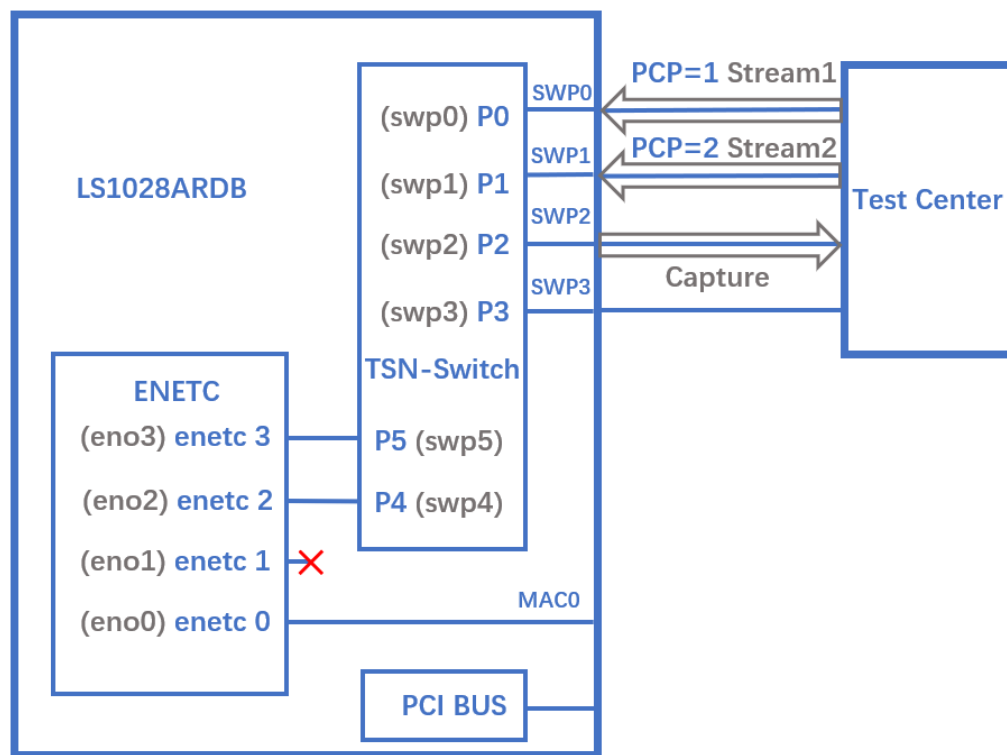 LS1028ARDB
(swp0) P0
(swp1) P1
(swp2) P2
(swp3) P3
TSN-Switch
P5 (swp5)
P4 (swp4)
SWP0
SWP1
SWP2
SWP3
PCP=1 Stream1
PCP=2 Stream2
Capture
Test Center
ENETC
(eno3) enetc 3
(eno2) enetc 2
(eno1) enetc 1
(eno0) enetc 0
MAC0
PCI BUS